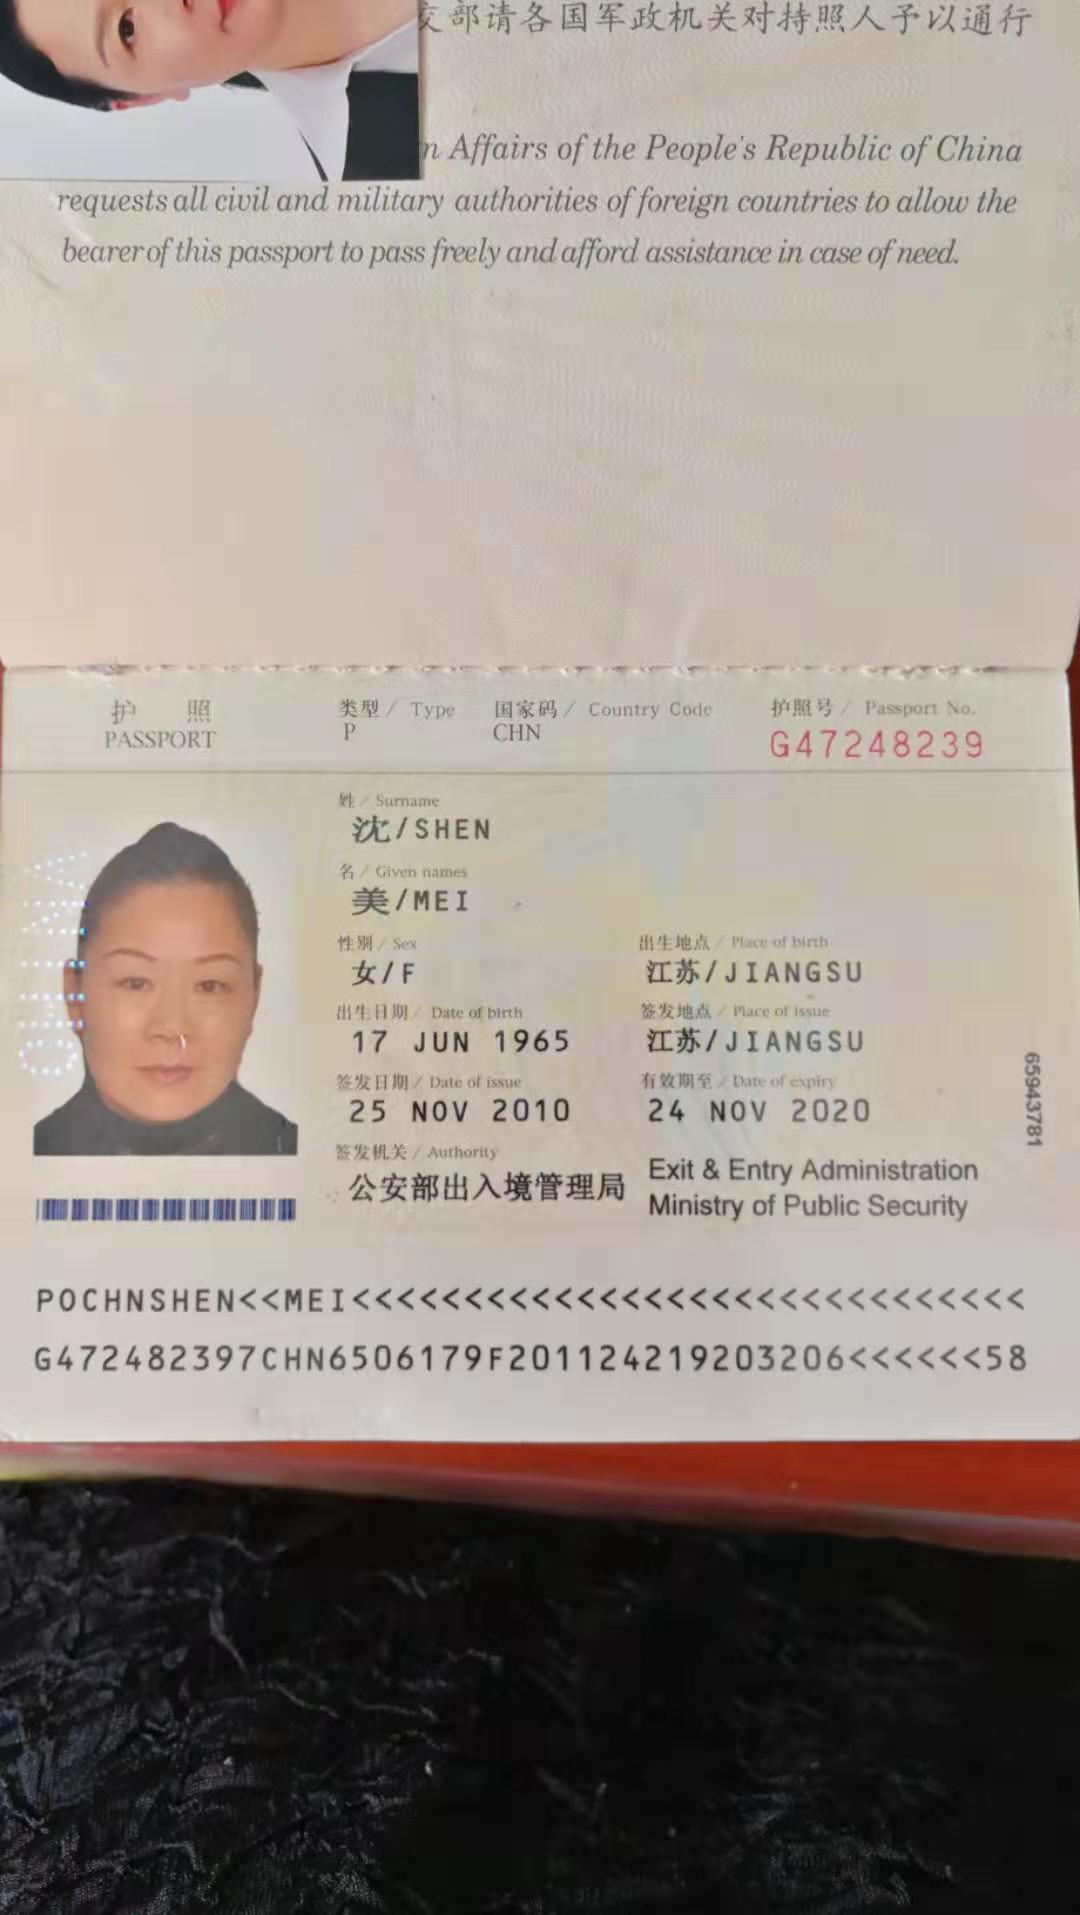 交部请各国军政机关对持照人予以通行
n Affairs of the People's Republic of China
requests all civil and military authorities of foreign countries to allow the
bearer of this passport to pass freely and afford assistance in case of need.
护 照
PASSPORT
类型 / Type
P
国家码 / Country Code
CHN
护照号 / Passport No.
G47248239
姓 / Surname
沈/SHEN
名 / Given names
美/MEI
性别 / Sex
女/F
出生地点 / Place of birth
江苏/JIANGSU
出生日期 / Date of birth
17 JUN 1965
签发地点 / Place of issue
江苏/JIANGSU
签发日期 / Date of issue
25 NOV 2010
有效期至 / Date of expiry
24 NOV 2020
签发机关 / Authority
公安部出入境管理局
Exit & Entry Administration
Ministry of Public Security
65943781
CHINA
POCHNSHEN<<MEI<<<<<<<<<<<<<<<<<<<<<<<<<<<<<<
G472482397CHN6506179F201124219203206<<<<<<58